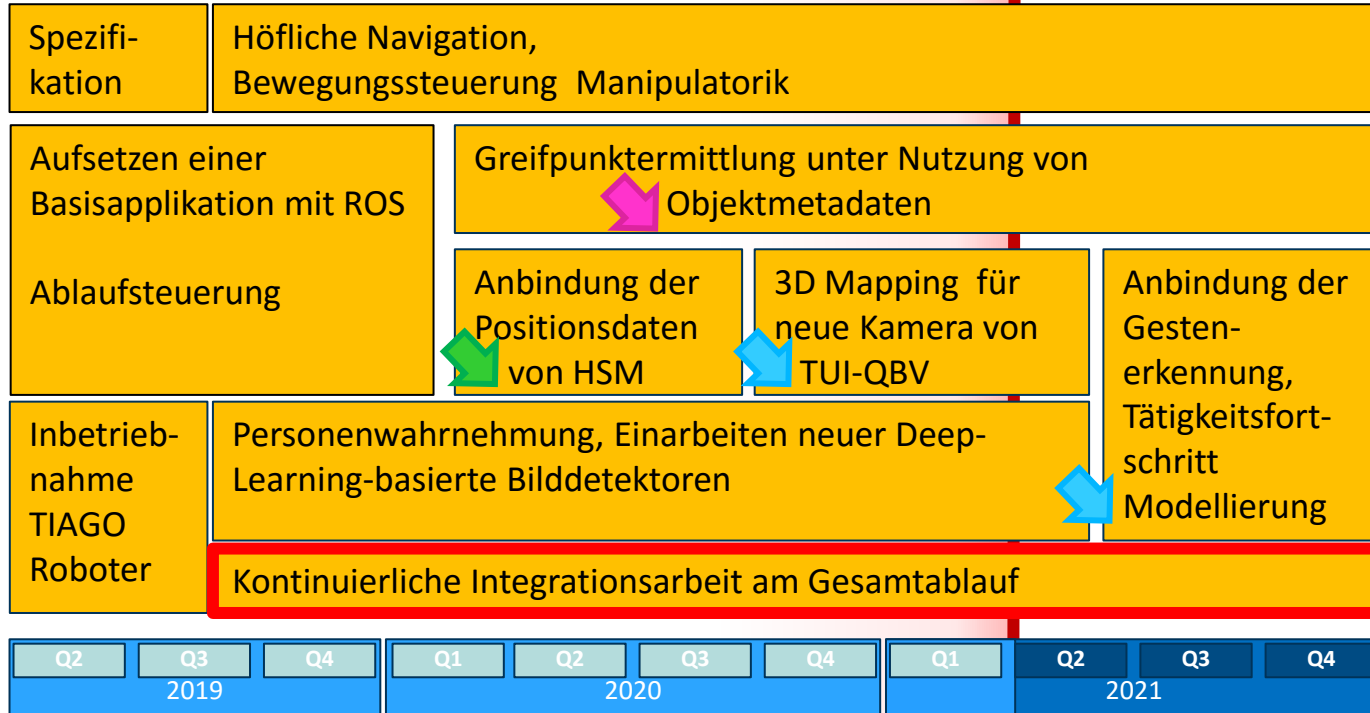 Spezifi-
kation
Höfliche Navigation,
Bewegungssteuerung Manipulatorik
Aufsetzen einer
Basisapplikation mit ROS
Ablaufsteuerung
Greifpunktermittlung unter Nutzung von
Objektmetadaten
Anbindung der
Positionsdaten
von HSM
3D Mapping für
neue Kamera von
TUI-QBV
Anbindung der
Gesten-
erkennung,
Tätigkeitsfort-
schritt
Modellierung
Inbetrieb-
nahme
TIAGO
Roboter
Personenwahrnehmung, Einarbeiten neuer Deep-
Learning-basierte Bilddetektoren
Kontinuierliche Integrationsarbeit am Gesamtablauf
Q2 Q3 Q4 Q1 Q2 Q3 Q4 Q1 Q2 Q3 Q4
2019 2020 2021